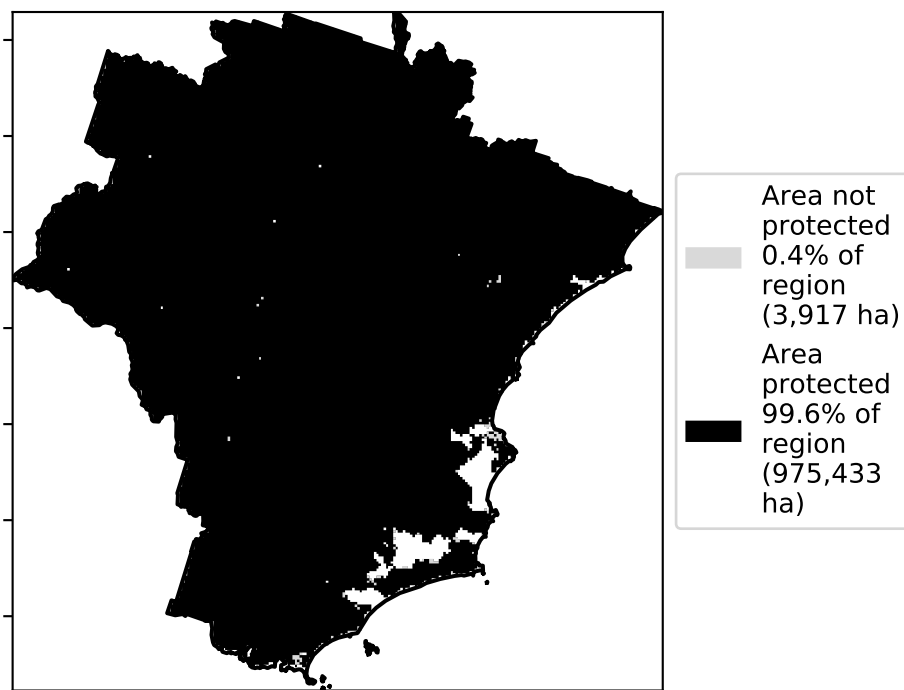 Area not
protected
0.4% of
region
(3,917 ha)
Area
protected
99.6% of
region
(975,433
ha)